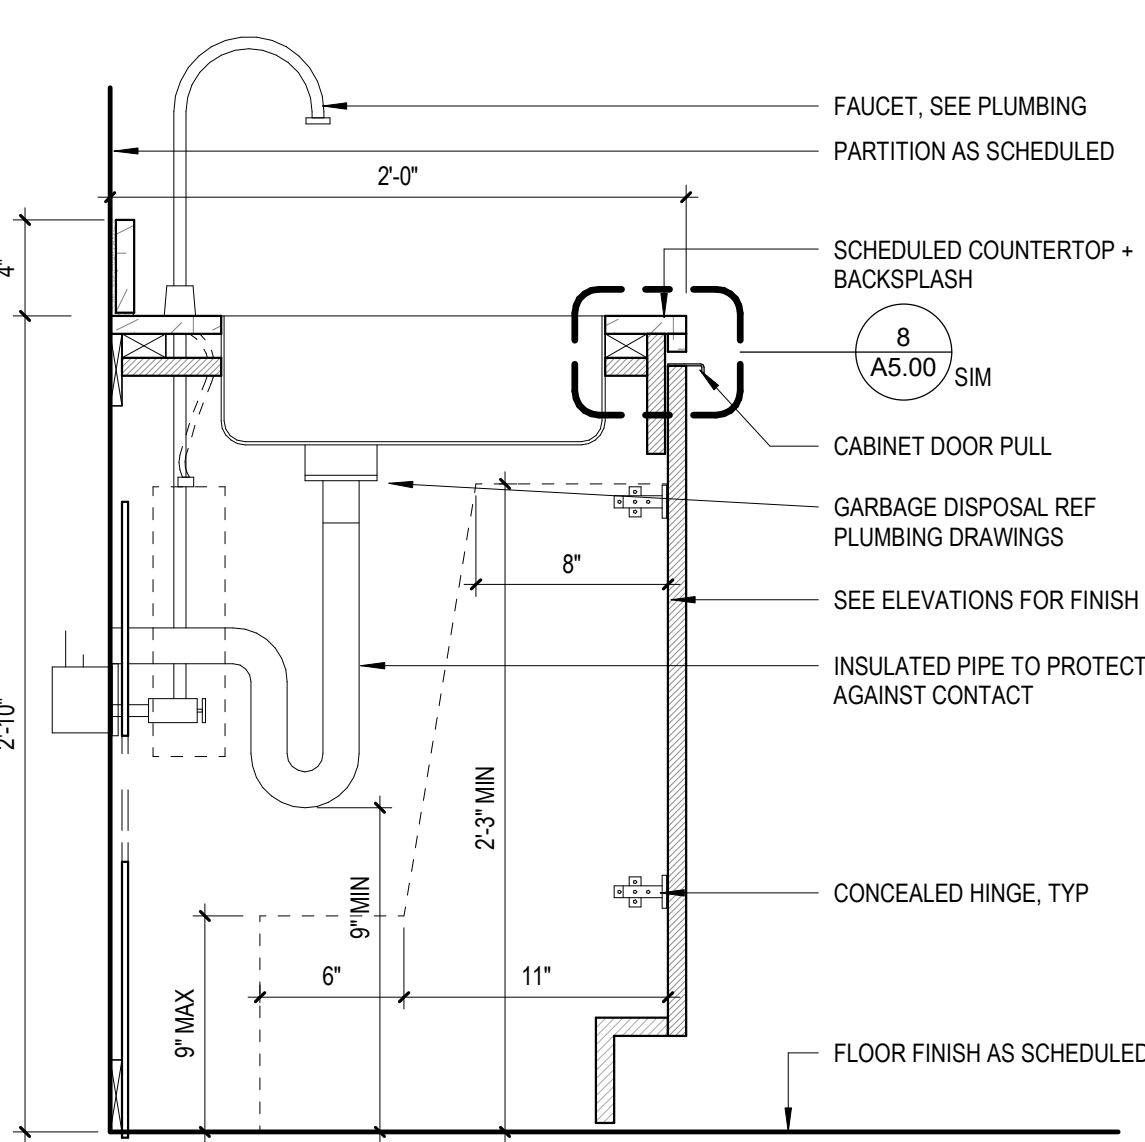 FAUCET, SEE PLUMBING
PARTITION AS SCHEDULED
2'-0"
4"
SCHEDULED COUNTERTOP +
BACKSPLASH
8
A5.00
SIM
CABINET DOOR PULL
GARBAGE DISPOSAL REF
PLUMBING DRAWINGS
8"
SEE ELEVATIONS FOR FINISH
INSULATED PIPE TO PROTECT
AGAINST CONTACT
2'-10"
2'-3" MIN
9" MIN
CONCEALED HINGE, TYP
6"
11"
9" MAX
FLOOR FINISH AS SCHEDULED